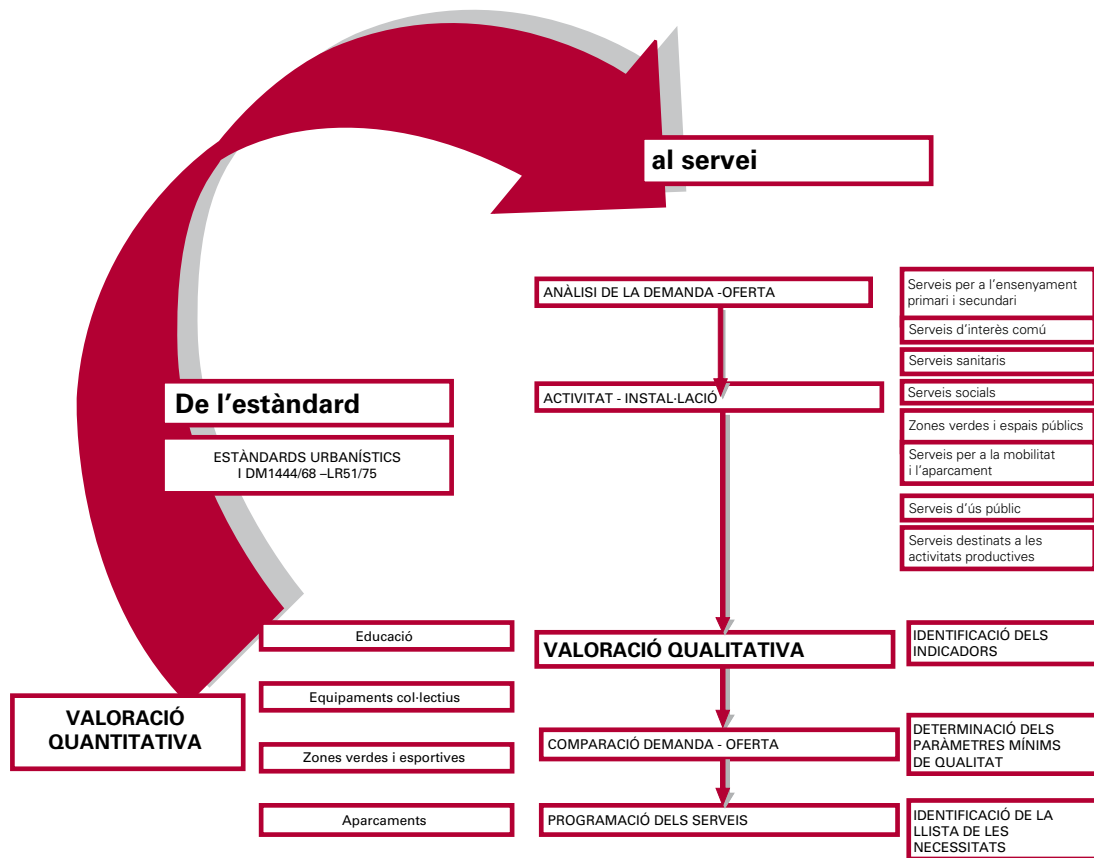 al servei
De l’estàndard
ESTÀNDARDS URBANÍSTICS
I DM1444/68 –LR51/75
VALORACIÓ
QUANTITATIVA
Educació
Equipaments col·lectius
Zones verdes i esportives
Aparcaments
ANÀLISI DE LA DEMANDA -OFERTA
ACTIVITAT - INSTAL·LACIÓ
VALORACIÓ QUALITATIVA
COMPARACIÓ DEMANDA - OFERTA
PROGRAMACIÓ DELS SERVEIS
Serveis per a l’ensenyament
primari i secundari
Serveis d’interès comú
Serveis sanitaris
Serveis socials
Zones verdes i espais públics
Serveis per a la mobilitat
i l’aparcament
Serveis d’ús públic
Serveis destinats a les
activitats productives
IDENTIFICACIÓ DELS
INDICADORS
DETERMINACIÓ DELS
PARÀMETRES MÍNIMS
DE QUALITAT
IDENTIFICACIÓ DE LA
LLISTA DE LES
NECESSITATS